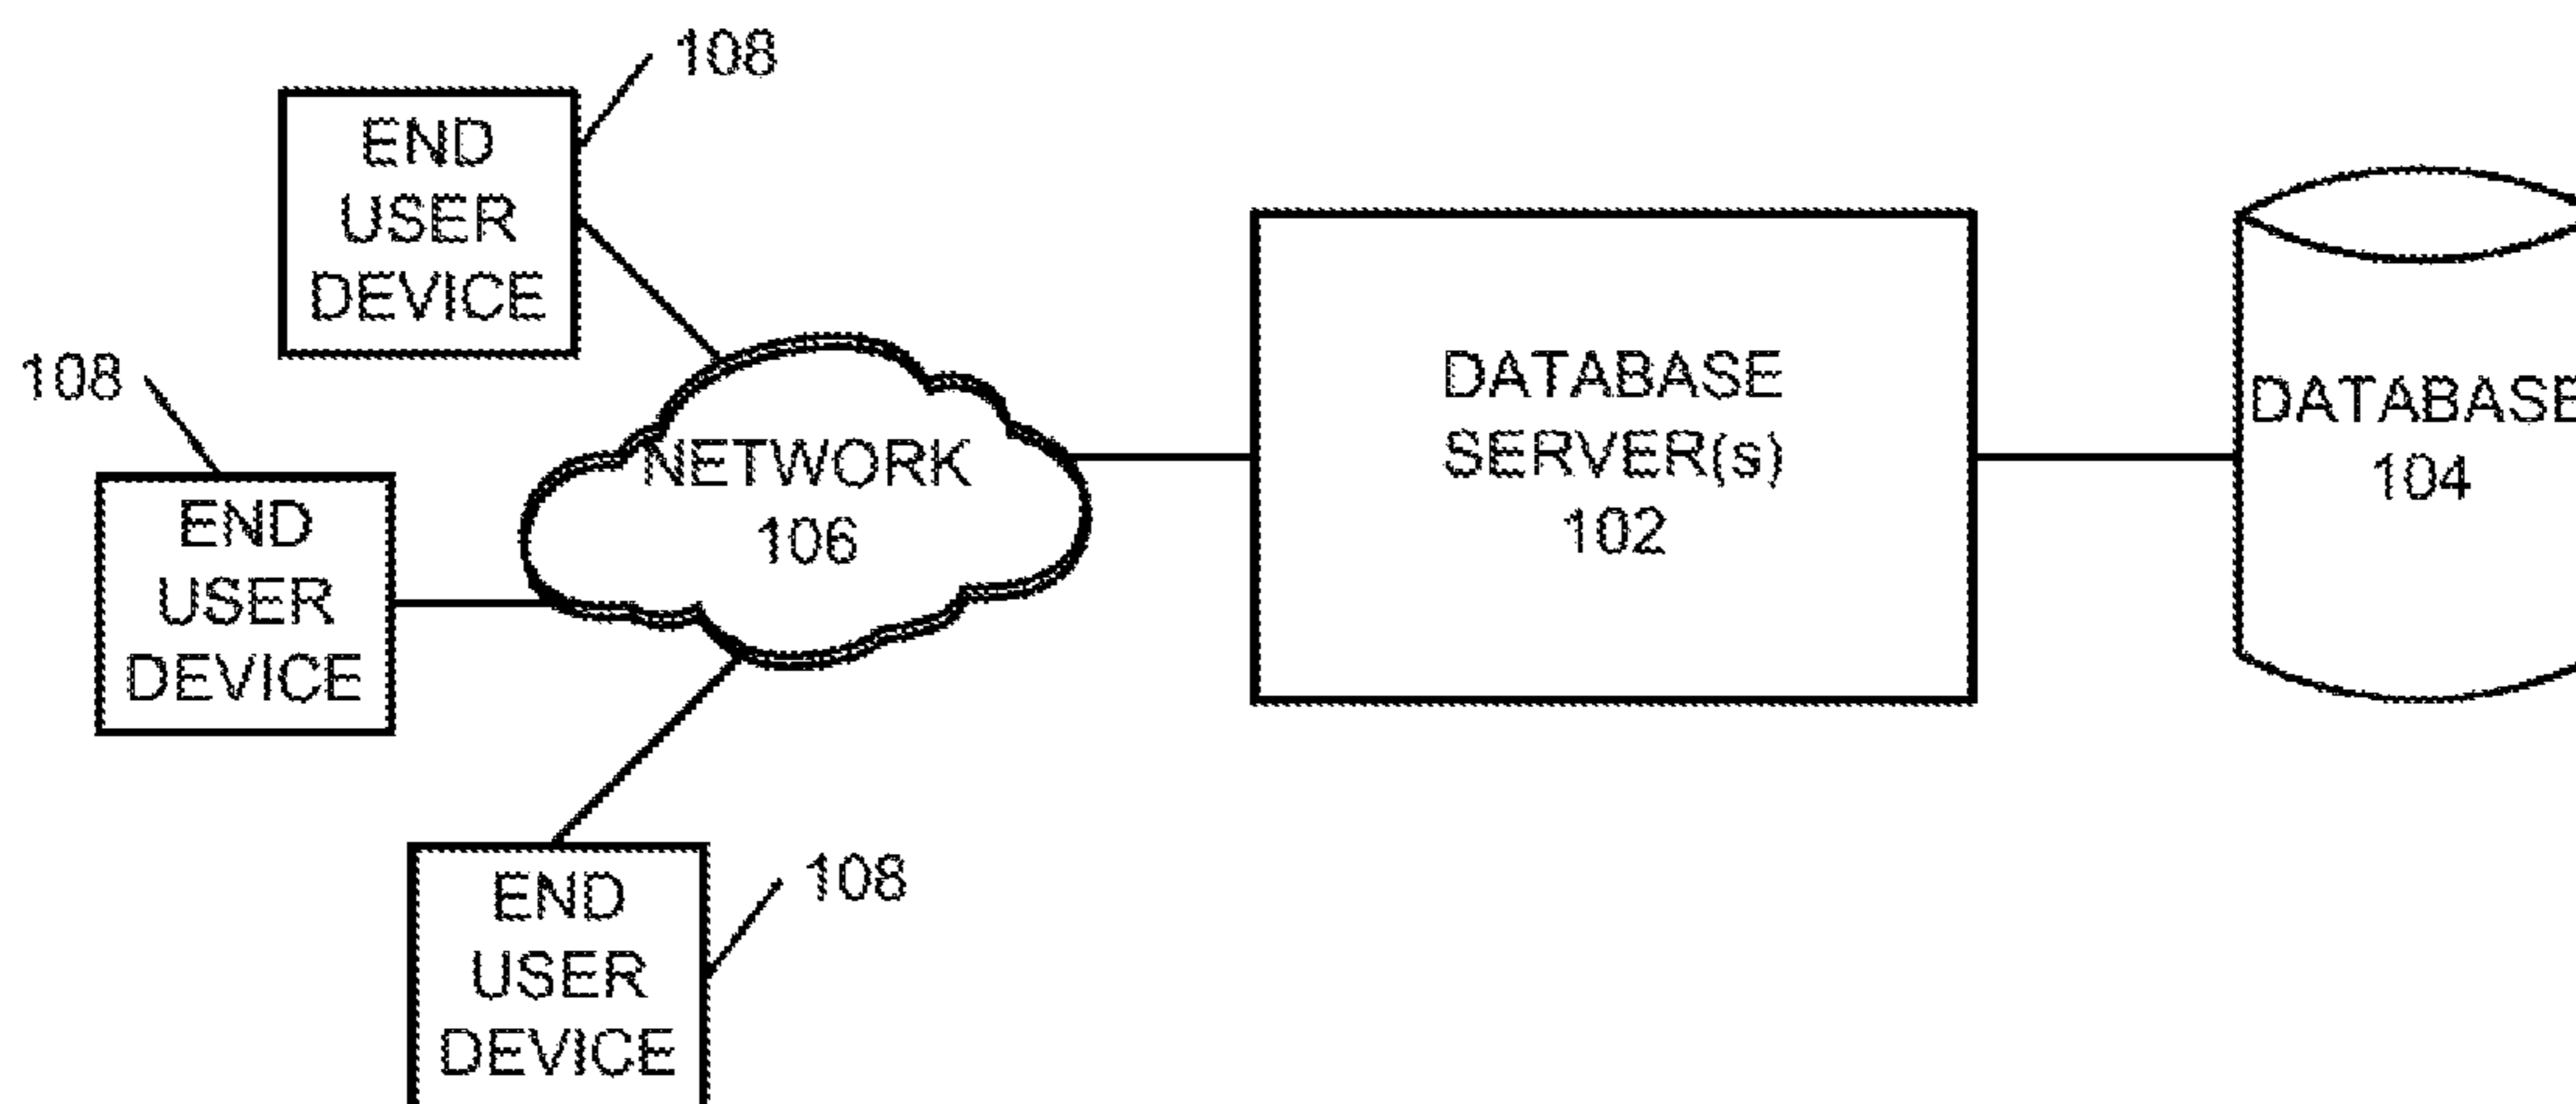 108
END
USER
DEVICE
108
END
USER
DEVICE
NETWORK
106
DATABASE
SERVER(s)
102
DATABASE
104
END
USER
DEVICE
108